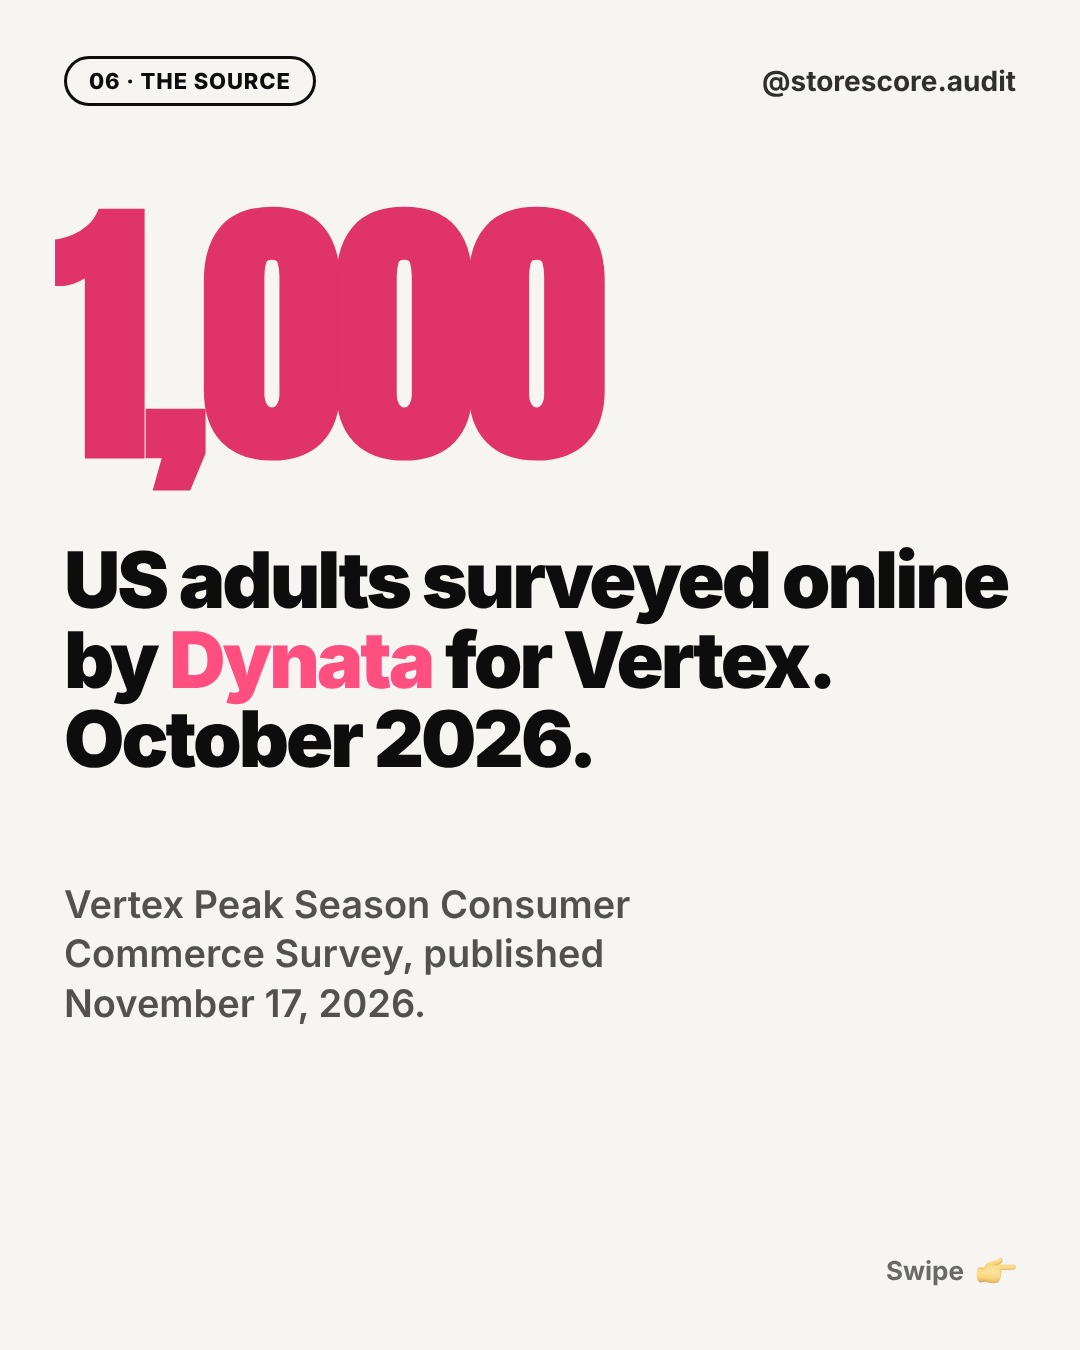 06 · THE SOURCE
@storescore.audit
1,000
US adults surveyed online
by Dynata for Vertex.
October 2026.
Vertex Peak Season Consumer
Commerce Survey, published
November 17, 2026.
Swipe 👉